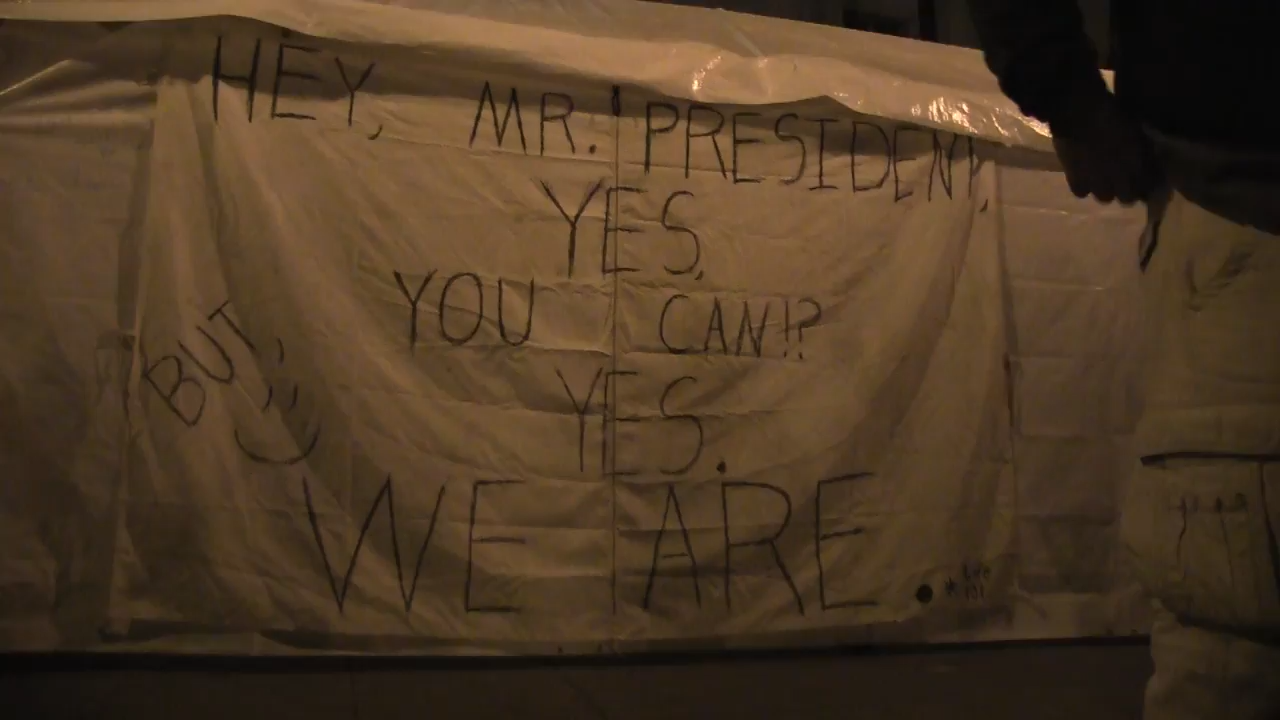 HEY, MR. PRESIDENT,
YES,
YOU CAN!?
YES.
BUT,
WE ARE.